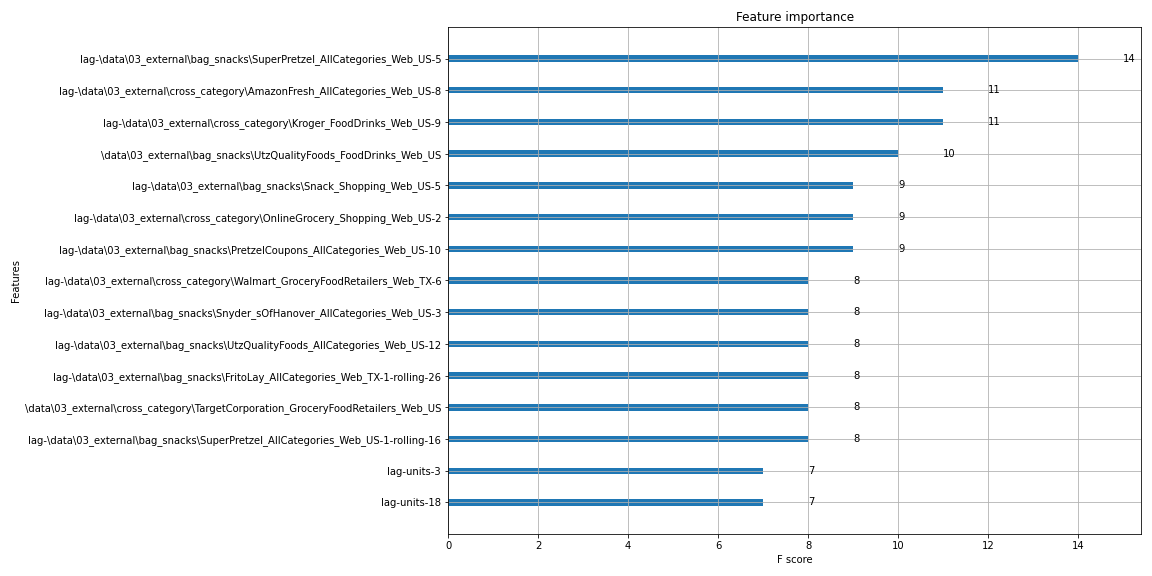 Feature importance
lag-\data\03_external\bag_snacks\SuperPretzel_AllCategories_Web_US-5 14
lag-\data\03_external\cross_category\AmazonFresh_AllCategories_Web_US-8 11
lag-\data\03_external\cross_category\Kroger_FoodDrinks_Web_US-9 11
\data\03_external\bag_snacks\UtzQualityFoods_FoodDrinks_Web_US 10
lag-\data\03_external\bag_snacks\Snack_Shopping_Web_US-5 9
lag-\data\03_external\cross_category\OnlineGrocery_Shopping_Web_US-2 9
lag-\data\03_external\bag_snacks\PretzelCoupons_AllCategories_Web_US-10 9
lag-\data\03_external\cross_category\Walmart_GroceryFoodRetailers_Web_TX-6 8
lag-\data\03_external\bag_snacks\Snyder_sOfHanover_AllCategories_Web_US-3 8
lag-\data\03_external\bag_snacks\UtzQualityFoods_AllCategories_Web_US-12 8
lag-\data\03_external\bag_snacks\FritoLay_AllCategories_Web_TX-1-rolling-26 8
\data\03_external\cross_category\TargetCorporation_GroceryFoodRetailers_Web_US 8
lag-\data\03_external\bag_snacks\SuperPretzel_AllCategories_Web_US-1-rolling-16 8
lag-units-3 7
lag-units-18 7
Features
0 2 4 6 8 10 12 14
F score